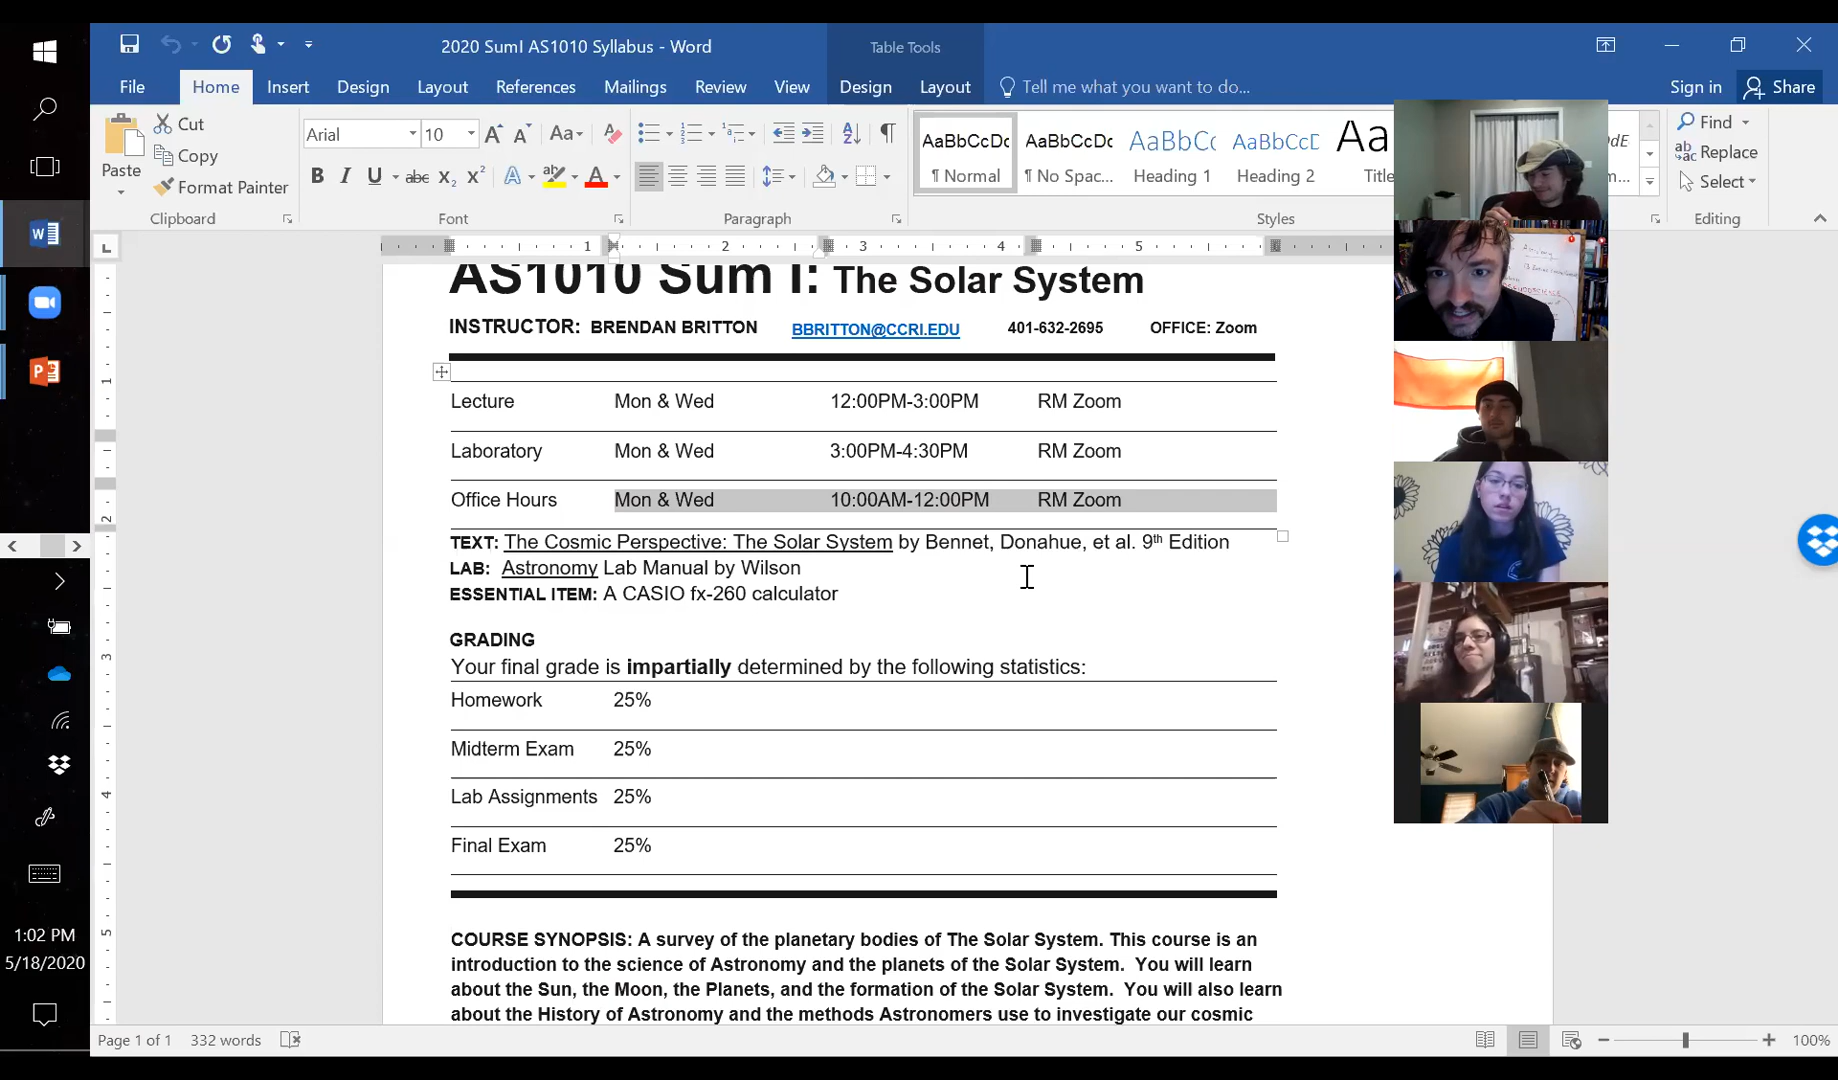 2020 SumI AS1010 Syllabus - Word
Table Tools
File Home Insert Design Layout References Mailings Review View Design Layout Tell me what you want to do... Sign in Share
Paste
Cut
Copy
Format Painter
Clipboard
Arial 10
Font
Paragraph
AaBbCcDc AaBbCcDc AaBbC( AaBbCcD Aa
¶ Normal ¶ No Spac... Heading 1 Heading 2
Styles
Find
Replace
Select
Editing
1 2 3 4 5
AS1010 Sum I: The Solar System
INSTRUCTOR: BRENDAN BRITTON BBRITTON@CCRI.EDU 401-632-2695 OFFICE: Zoom
Lecture Mon & Wed 12:00PM-3:00PM RM Zoom
Laboratory Mon & Wed 3:00PM-4:30PM RM Zoom
Office Hours Mon & Wed 10:00AM-12:00PM RM Zoom
TEXT: The Cosmic Perspective: The Solar System by Bennet, Donahue, et al. 9th Edition
LAB: Astronomy Lab Manual by Wilson
ESSENTIAL ITEM: A CASIO fx-260 calculator
GRADING
Your final grade is impartially determined by the following statistics:
Homework 25%
Midterm Exam 25%
Lab Assignments 25%
Final Exam 25%
COURSE SYNOPSIS: A survey of the planetary bodies of The Solar System. This course is an
introduction to the science of Astronomy and the planets of the Solar System. You will learn
about the Sun, the Moon, the Planets, and the formation of the Solar System. You will also learn
about the History of Astronomy and the methods Astronomers use to investigate our cosmic
1:02 PM
5/18/2020
Page 1 of 1 332 words 100%